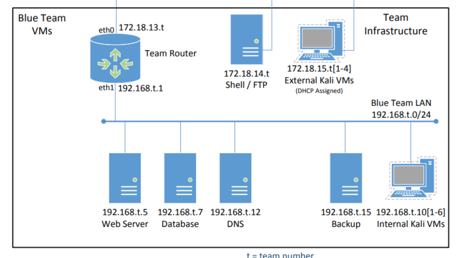 Blue Team
VMs
eth0
172.18.13.t
Team Router
eth1
192.168.t.1
172.18.14.t
Shell / FTP
172.18.15.t[1-4]
External Kali VMs
(DHCP Assigned)
Team
Infrastructure
Blue Team LAN
192.168.t.0/24
192.168.t.5
Web Server
192.168.t.7
Database
192.168.t.12
DNS
192.168.t.15
Backup
192.168.t.10[1-6]
Internal Kali VMs
t = team number